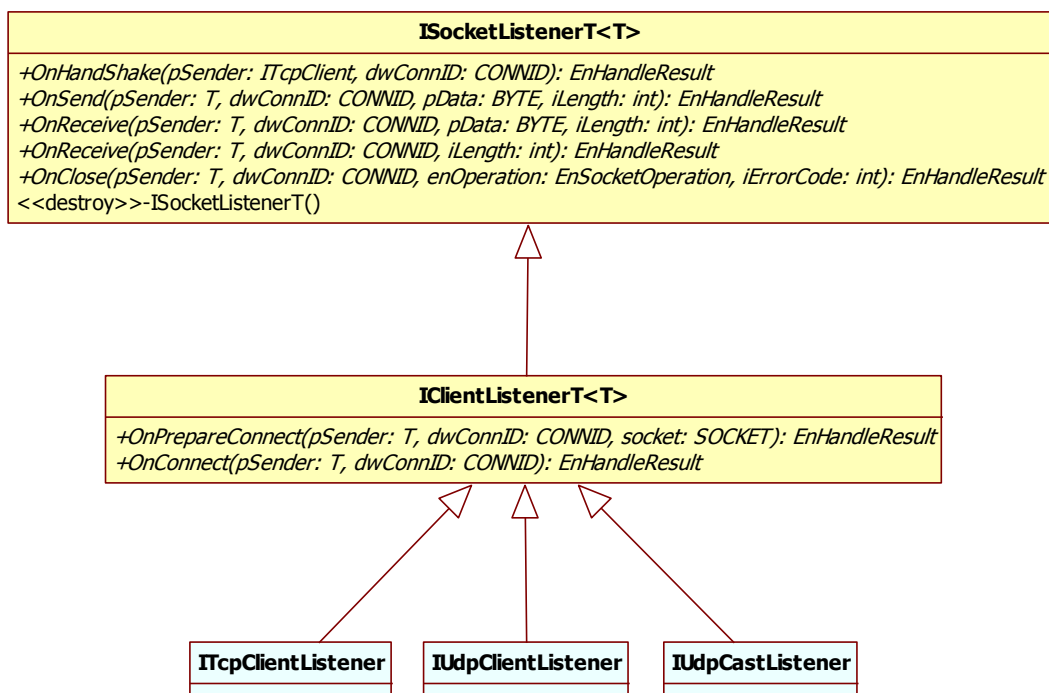 ISocketListenerT<T>
+OnHandShake(pSender: ITcpClient, dwConnID: CONNID): EnHandleResult
+OnSend(pSender: T, dwConnID: CONNID, pData: BYTE, iLength: int): EnHandleResult
+OnReceive(pSender: T, dwConnID: CONNID, pData: BYTE, iLength: int): EnHandleResult
+OnReceive(pSender: T, dwConnID: CONNID, iLength: int): EnHandleResult
+OnClose(pSender: T, dwConnID: CONNID, enOperation: EnSocketOperation, iErrorCode: int): EnHandleResult
<<destroy>>-ISocketListenerT()
IClientListenerT<T>
+OnPrepareConnect(pSender: T, dwConnID: CONNID, socket: SOCKET): EnHandleResult
+OnConnect(pSender: T, dwConnID: CONNID): EnHandleResult
ITcpClientListener
IUdpClientListener
IUdpCastListener